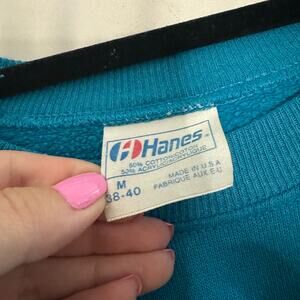 Hanes
50% COTTON/COTON
50% ACRYLIC/ACRYLIQUE
M
38-40
MADE IN U.S.A
FABRIQUE AUX E-U